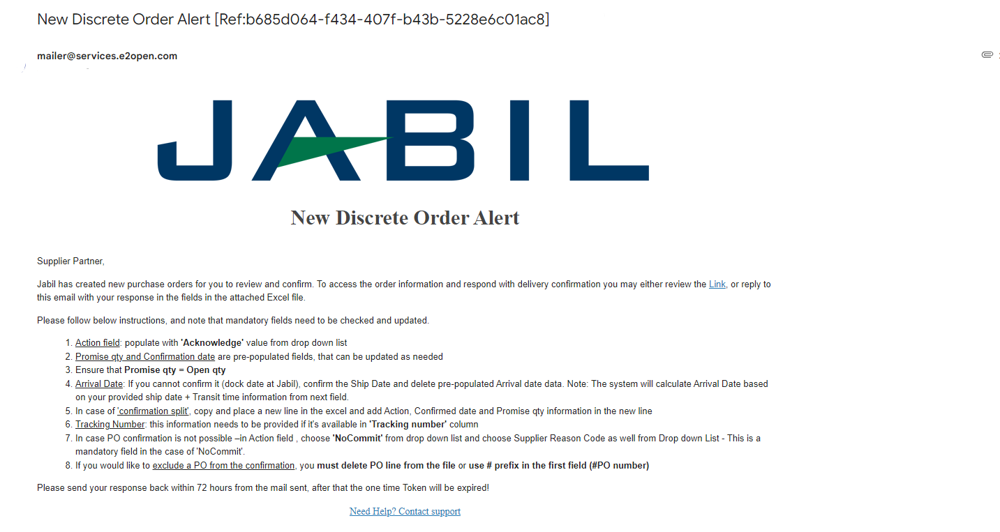 New Discrete Order Alert [Ref:b685d064-f434-407f-b43b-5228e6c01ac8]
mailer@services.e2open.com
JABIL
New Discrete Order Alert
Supplier Partner,
Jabil has created new purchase orders for you to review and confirm. To access the order information and respond with delivery confirmation you may either review the Link, or reply to
this email with your response in the fields in the attached Excel file.
Please follow below instructions, and note that mandatory fields need to be checked and updated.
1. Action field: populate with 'Acknowledge' value from drop down list
2. Promise qty and Confirmation date are pre-populated fields, that can be updated as needed
3. Ensure that Promise qty = Open qty
4. Arrival Date: If you cannot confirm it (dock date at Jabil), confirm the Ship Date and delete pre-populated Arrival date data. Note: The system will calculate Arrival Date based
on your provided ship date + Transit time information from next field.
5. In case of 'confirmation split', copy and place a new line in the excel and add Action, Confirmed date and Promise qty information in the new line
6. Tracking Number: this information needs to be provided if it's available in 'Tracking number' column
7. In case PO confirmation is not possible –in Action field , choose 'NoCommit' from drop down list and choose Supplier Reason Code as well from Drop down List - This is a
mandatory field in the case of 'NoCommit'.
8. If you would like to exclude a PO from the confirmation, you must delete PO line from the file or use # prefix in the first field (#PO number)
Please send your response back within 72 hours from the mail sent, after that the one time Token will be expired!
Need Help? Contact support